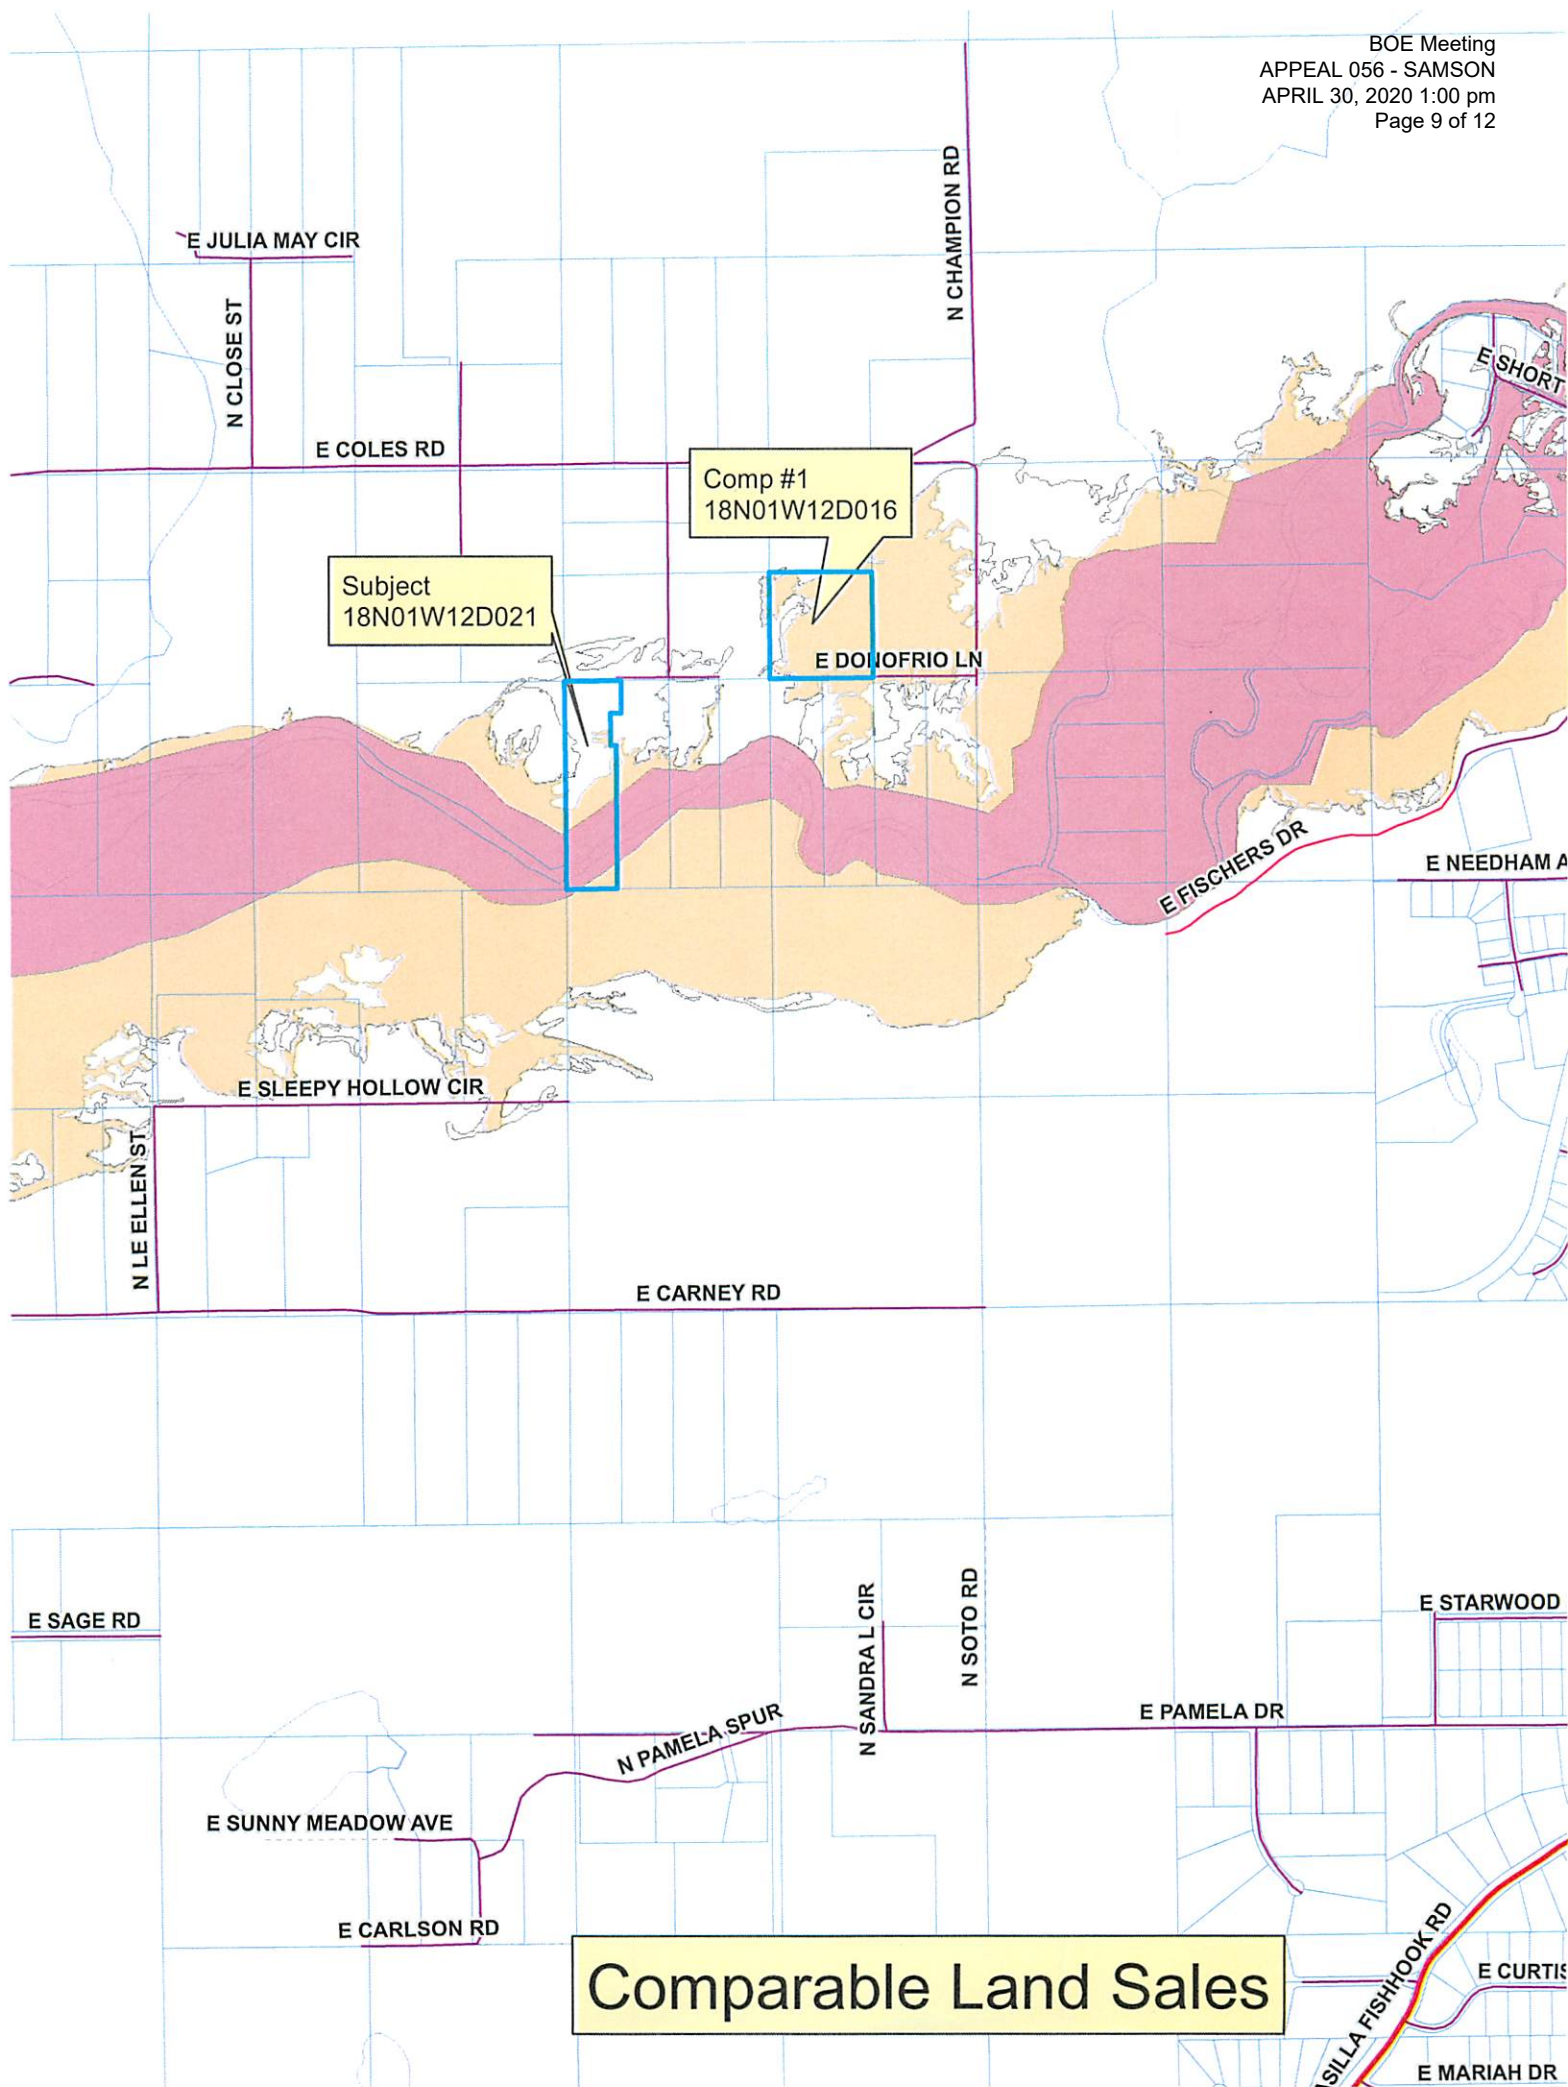 BOE Meeting
APPEAL 056 - SAMSON
APRIL 30, 2020 1:00 pm
Page 9 of 12
N CHAMPION RD
E JULIA MAY CIR
N CLOSE ST
E SHORT
E COLES RD
Comp #1
18N01W12D016
Subject
18N01W12D021
E DONOFRIO LN
E FISCHERS DR
E NEEDHAM A
E SLEEPY HOLLOW CIR
N LE ELLEN ST
E CARNEY RD
E SAGE RD
N SANDRA L CIR
N SOTO RD
E STARWOOD
N PAMELA SPUR
E PAMELA DR
E SUNNY MEADOW AVE
E CARLSON RD
Comparable Land Sales
ASILLA FISHHOOK RD
E CURTIS
E MARIAH DR